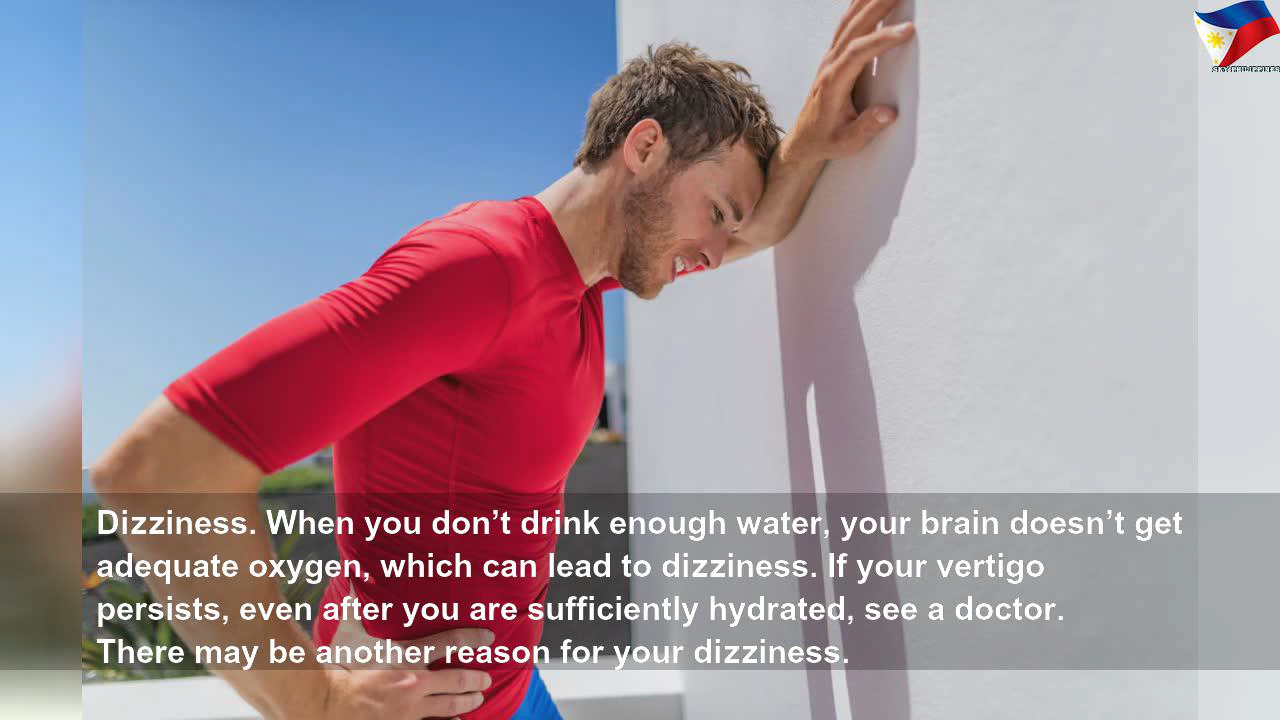 SKYPHILIPPINES
Dizziness. When you don’t drink enough water, your brain doesn’t get
adequate oxygen, which can lead to dizziness. If your vertigo
persists, even after you are sufficiently hydrated, see a doctor.
There may be another reason for your dizziness.